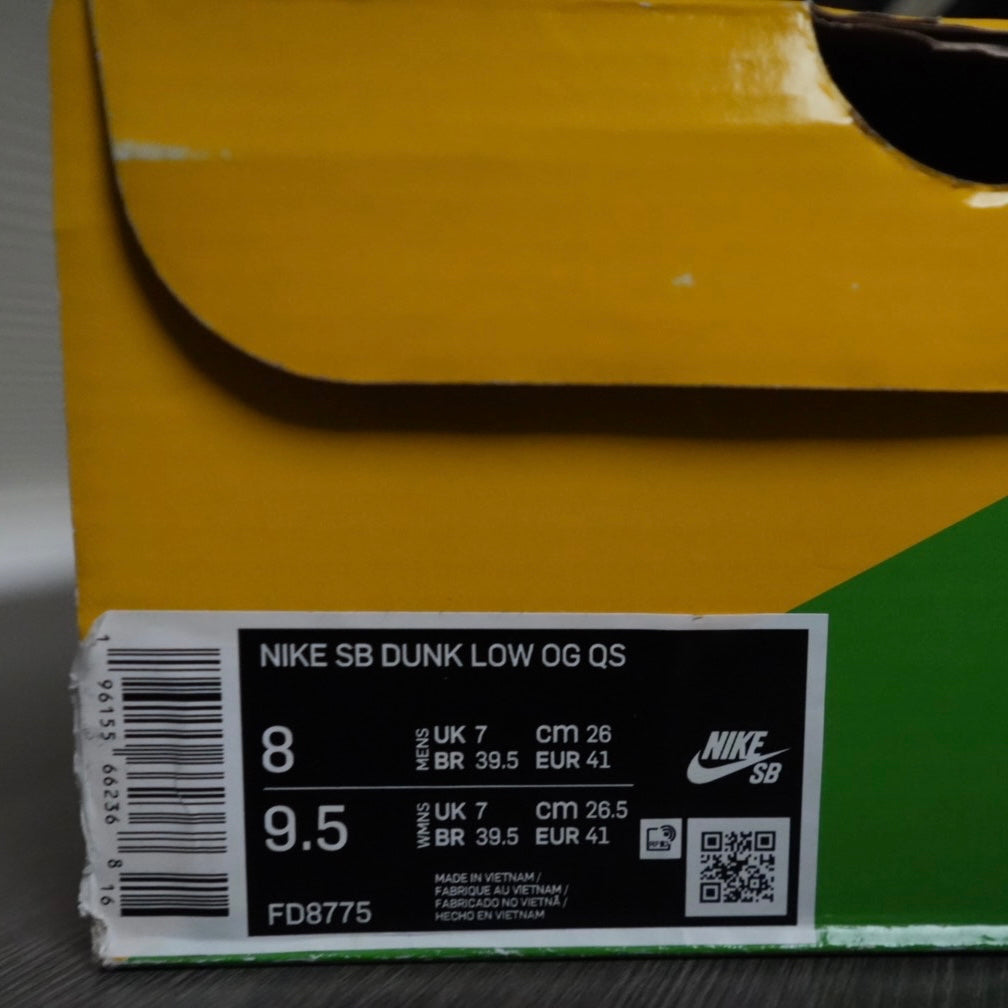 NIKE SB DUNK LOW OG QS
8 MENS UK 7 cm 26
BR 39.5 EUR 41
9.5 WMNS UK 7 cm 26.5
BR 39.5 EUR 41
NIKE
SB
MADE IN VIETNAM /
FABRIQUE AU VIETNAM /
FABRICADO NO VIETNÃ /
HECHO EN VIETNAM
FD8775
1 96155 66236 8 16